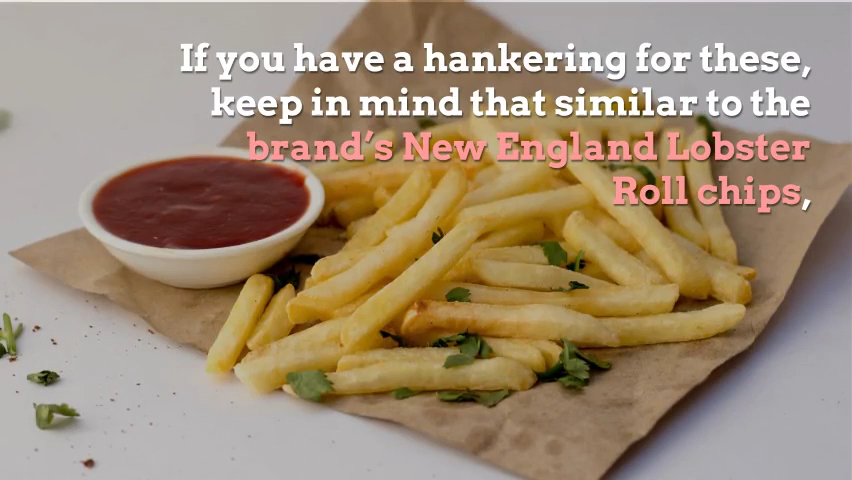 If you have a hankering for these,
keep in mind that similar to the
brand’s New England Lobster
Roll chips,